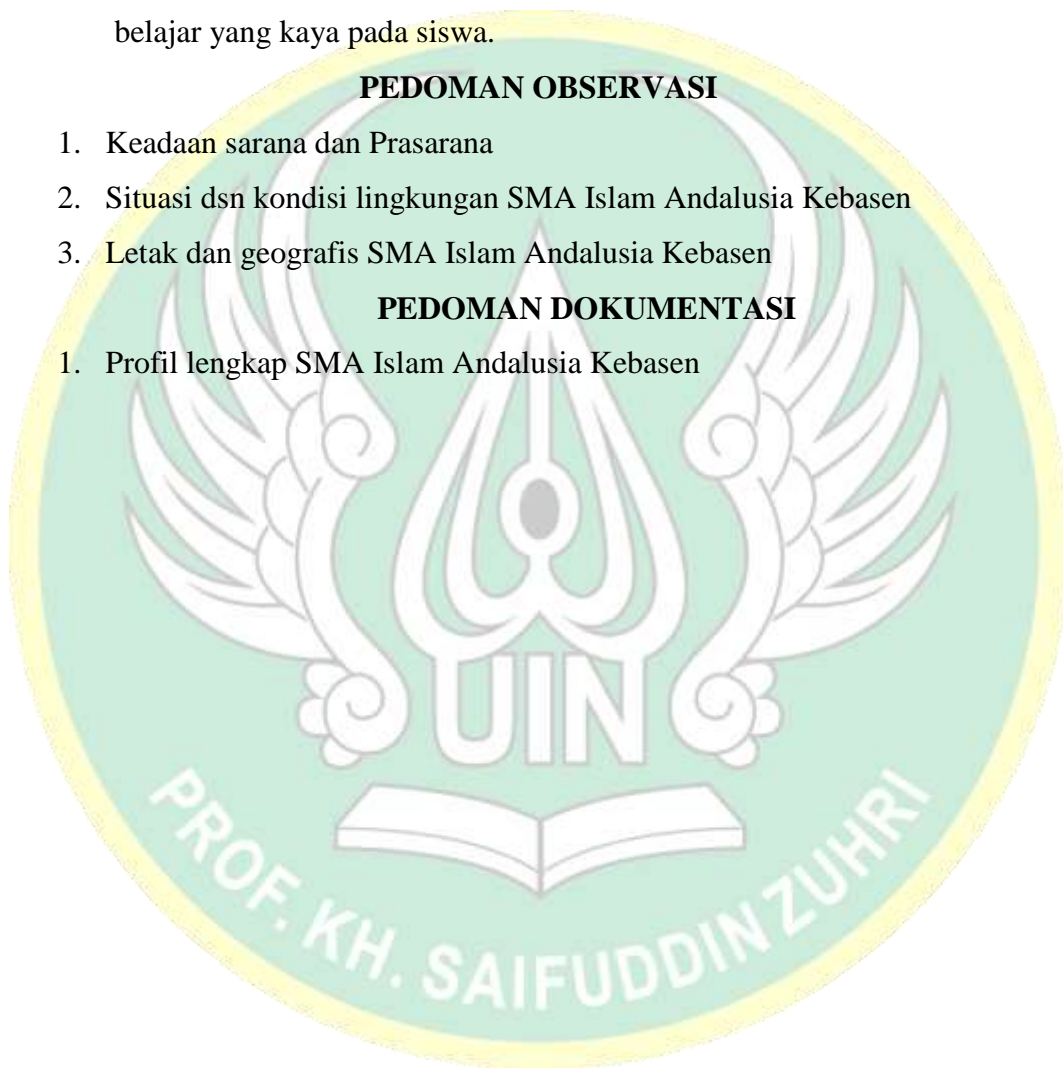 belajar yang kaya pada siswa.
PEDOMAN OBSERVASI
1. Keadaan sarana dan Prasarana
2. Situasi dsn kondisi lingkungan SMA Islam Andalusia Kebasen
3. Letak dan geografis SMA Islam Andalusia Kebasen
PEDOMAN DOKUMENTASI
1. Profil lengkap SMA Islam Andalusia Kebasen
UIN
PROF. KH. SAIFUDDIN ZUHRI